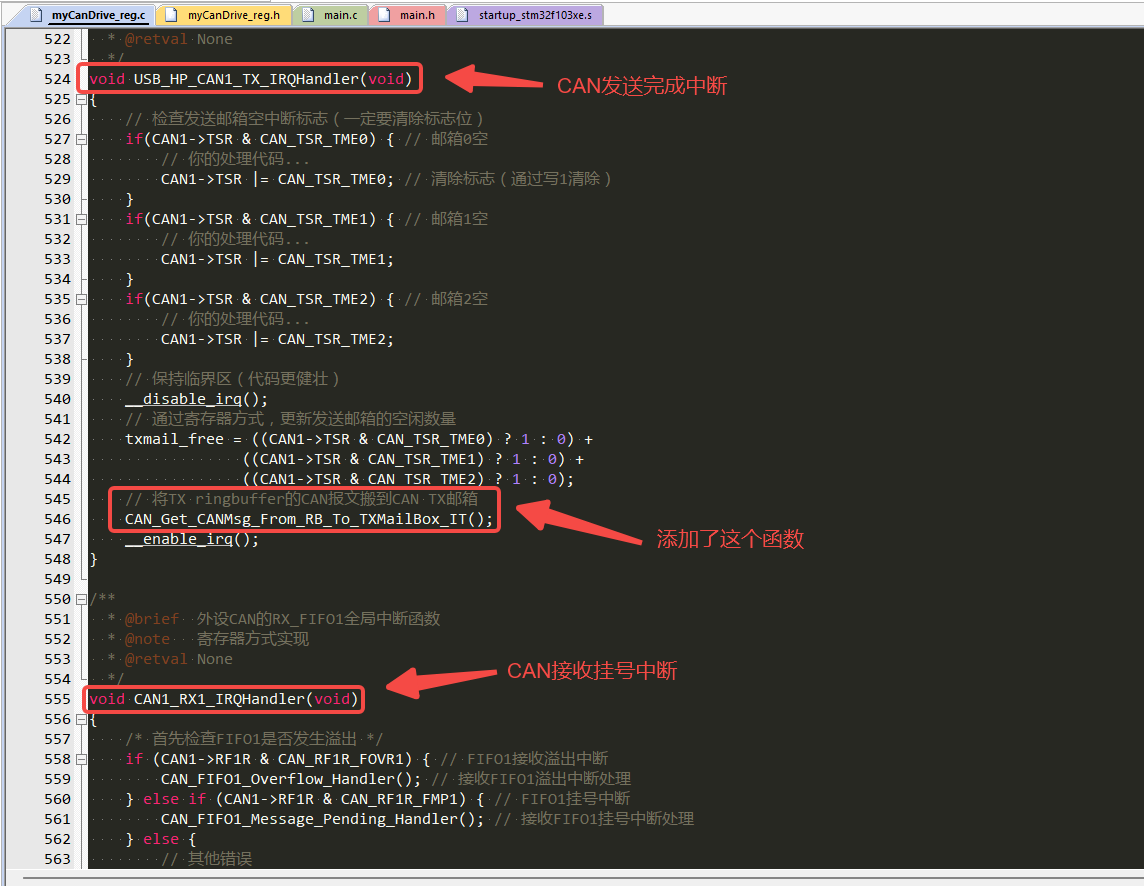 myCanDrive_reg.c myCanDrive_reg.h main.c main.h startup_stm32f103xe.s
522 * @retval None
523 */
524 void USB_HP_CAN1_TX_IRQHandler(void) CAN发送完成中断
525 {
526 // 检查发送邮箱空中断标志（一定要清除标志位）
527 if(CAN1->TSR & CAN_TSR_TME0) { // 邮箱0空
528 // 你的处理代码...
529 CAN1->TSR |= CAN_TSR_TME0; // 清除标志（通过写1清除）
530 }
531 if(CAN1->TSR & CAN_TSR_TME1) { // 邮箱1空
532 // 你的处理代码...
533 CAN1->TSR |= CAN_TSR_TME1;
534 }
535 if(CAN1->TSR & CAN_TSR_TME2) { // 邮箱2空
536 // 你的处理代码...
537 CAN1->TSR |= CAN_TSR_TME2;
538 }
539 // 保持临界区（代码更健壮）
540 __disable_irq();
541 // 通过寄存器方式，更新发送邮箱的空闲数量
542 txmail_free = ((CAN1->TSR & CAN_TSR_TME0) ? 1 : 0) +
543 ((CAN1->TSR & CAN_TSR_TME1) ? 1 : 0) +
544 ((CAN1->TSR & CAN_TSR_TME2) ? 1 : 0);
545 // 将TX ringbuffer的CAN报文搬到CAN TX邮箱
546 CAN_Get_CANMsg_From_RB_To_TXMailBox_IT();
547 __enable_irq(); 添加了这个函数
548 }
549
550 /**
551 * @brief 外设CAN的RX_FIFO1全局中断函数
552 * @note 寄存器方式实现
553 * @retval None
554 */
555 void CAN1_RX1_IRQHandler(void) CAN接收挂号中断
556 {
557 /* 首先检查FIFO1是否发生溢出 */
558 if (CAN1->RF1R & CAN_RF1R_FOVR1) { // FIFO1接收溢出中断
559 CAN_FIFO1_Overflow_Handler(); // 接收FIFO1溢出中断处理
560 } else if (CAN1->RF1R & CAN_RF1R_FMP1) { // FIFO1挂号中断
561 CAN_FIFO1_Message_Pending_Handler(); // 接收FIFO1挂号中断处理
562 } else {
563 // 其他错误